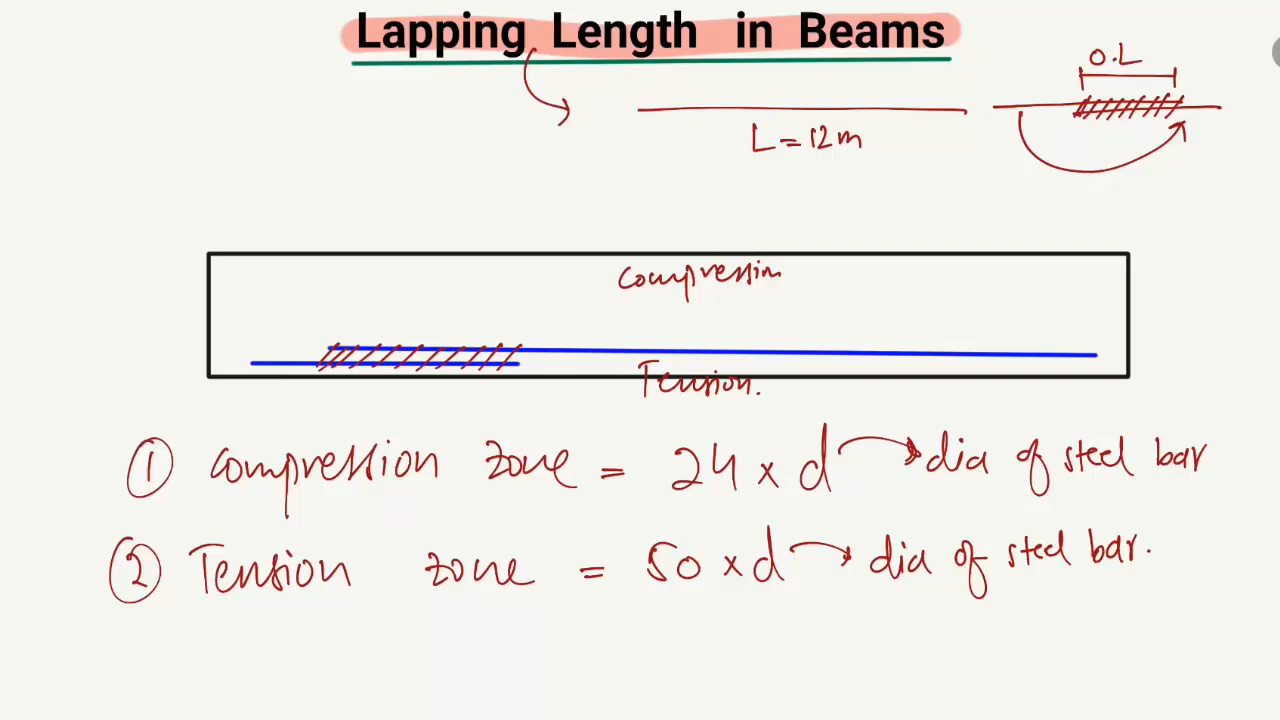 Lapping Length in Beams
O.L
L = 12m
Compression
Tension.
① Compression zone = 24 x d → dia of steel bar
② Tension zone = 50 x d → dia of steel bar.